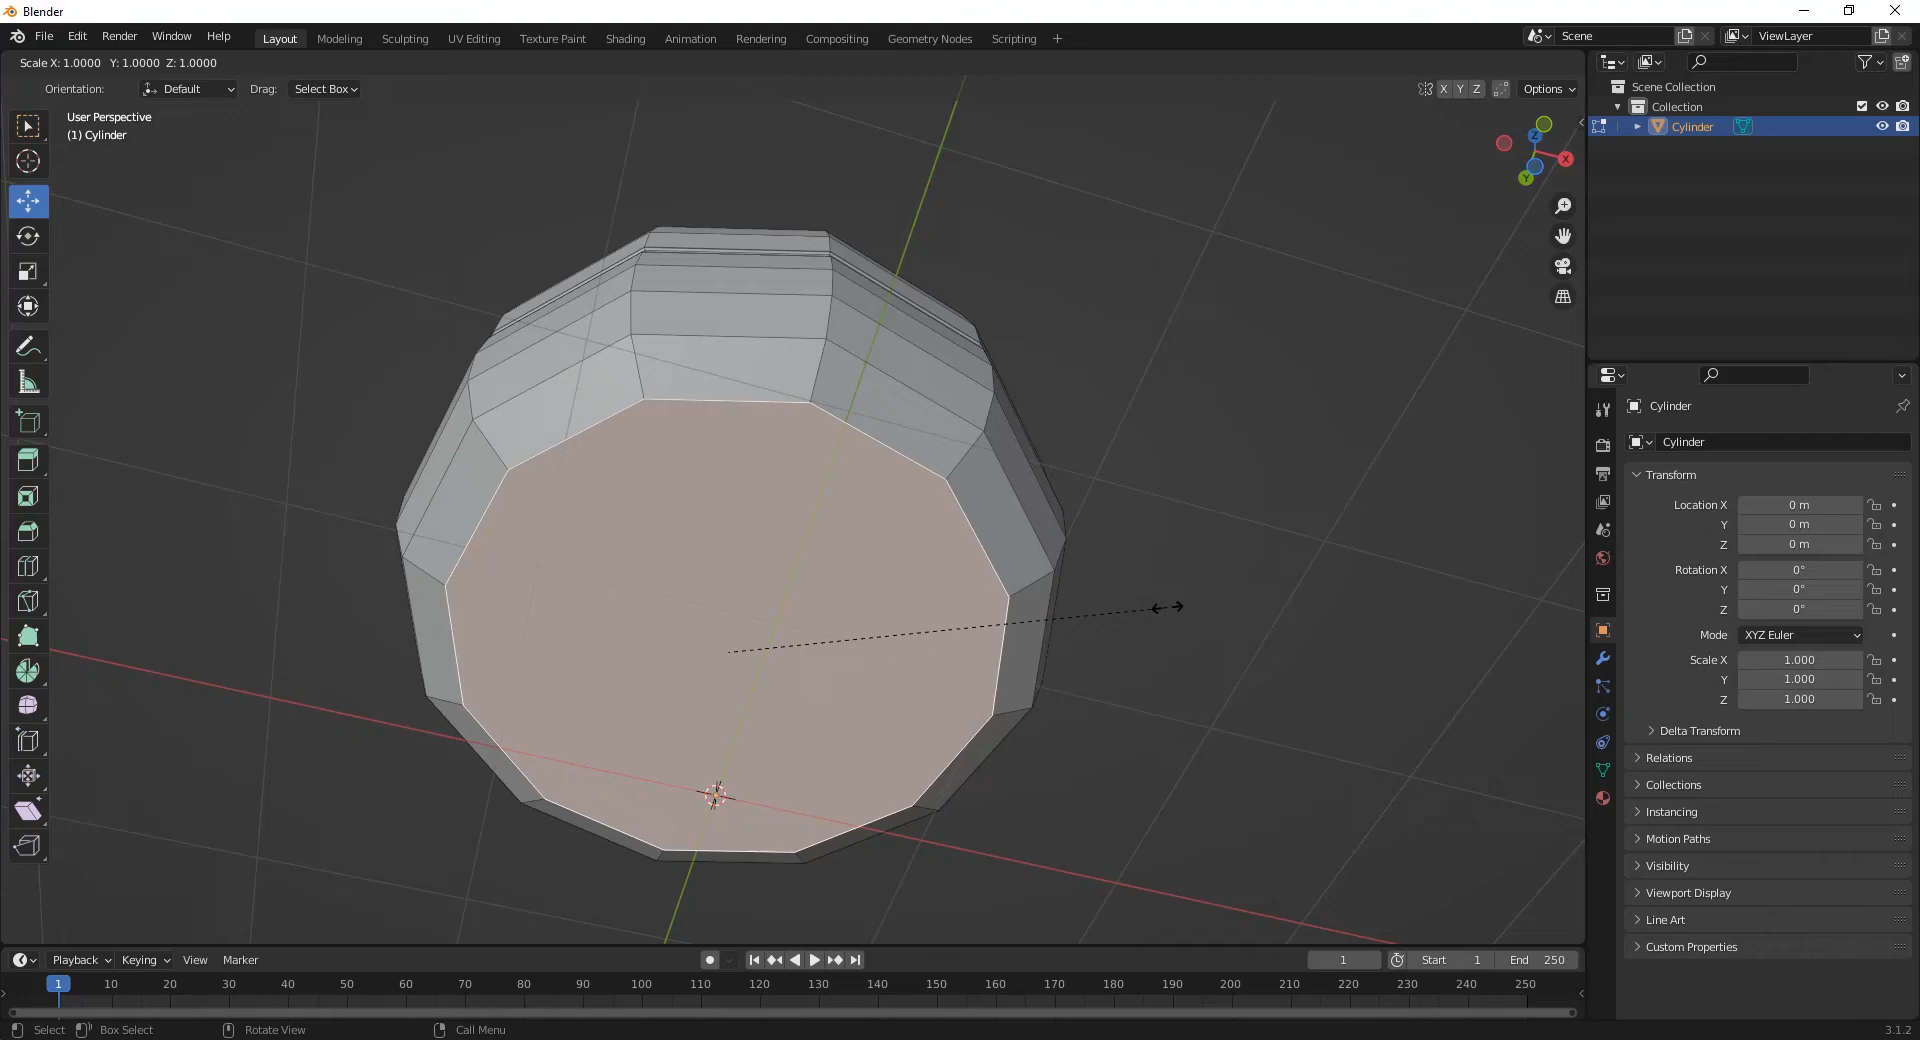 Blender
File Edit Render Window Help Layout Modeling Sculpting UV Editing Texture Paint Shading Animation Rendering Compositing Geometry Nodes Scripting + Scene ViewLayer
Scale X: 1.0000 Y: 1.0000 Z: 1.0000
Orientation: Default Drag: Select Box X Y Z Options
User Perspective
(1) Cylinder
Z
X
Y
Scene Collection
Collection
Cylinder
Cylinder
Cylinder
Transform
Location X 0 m
Y 0 m
Z 0 m
Rotation X 0°
Y 0°
Z 0°
Mode XYZ Euler
Scale X 1.000
Y 1.000
Z 1.000
Delta Transform
Relations
Collections
Instancing
Motion Paths
Visibility
Viewport Display
Line Art
Custom Properties
Playback Keying View Marker 1 Start 1 End 250
1 10 20 30 40 50 60 70 80 90 100 110 120 130 140 150 160 170 180 190 200 210 220 230 240 250
Select Box Select Rotate View Call Menu 3.1.2